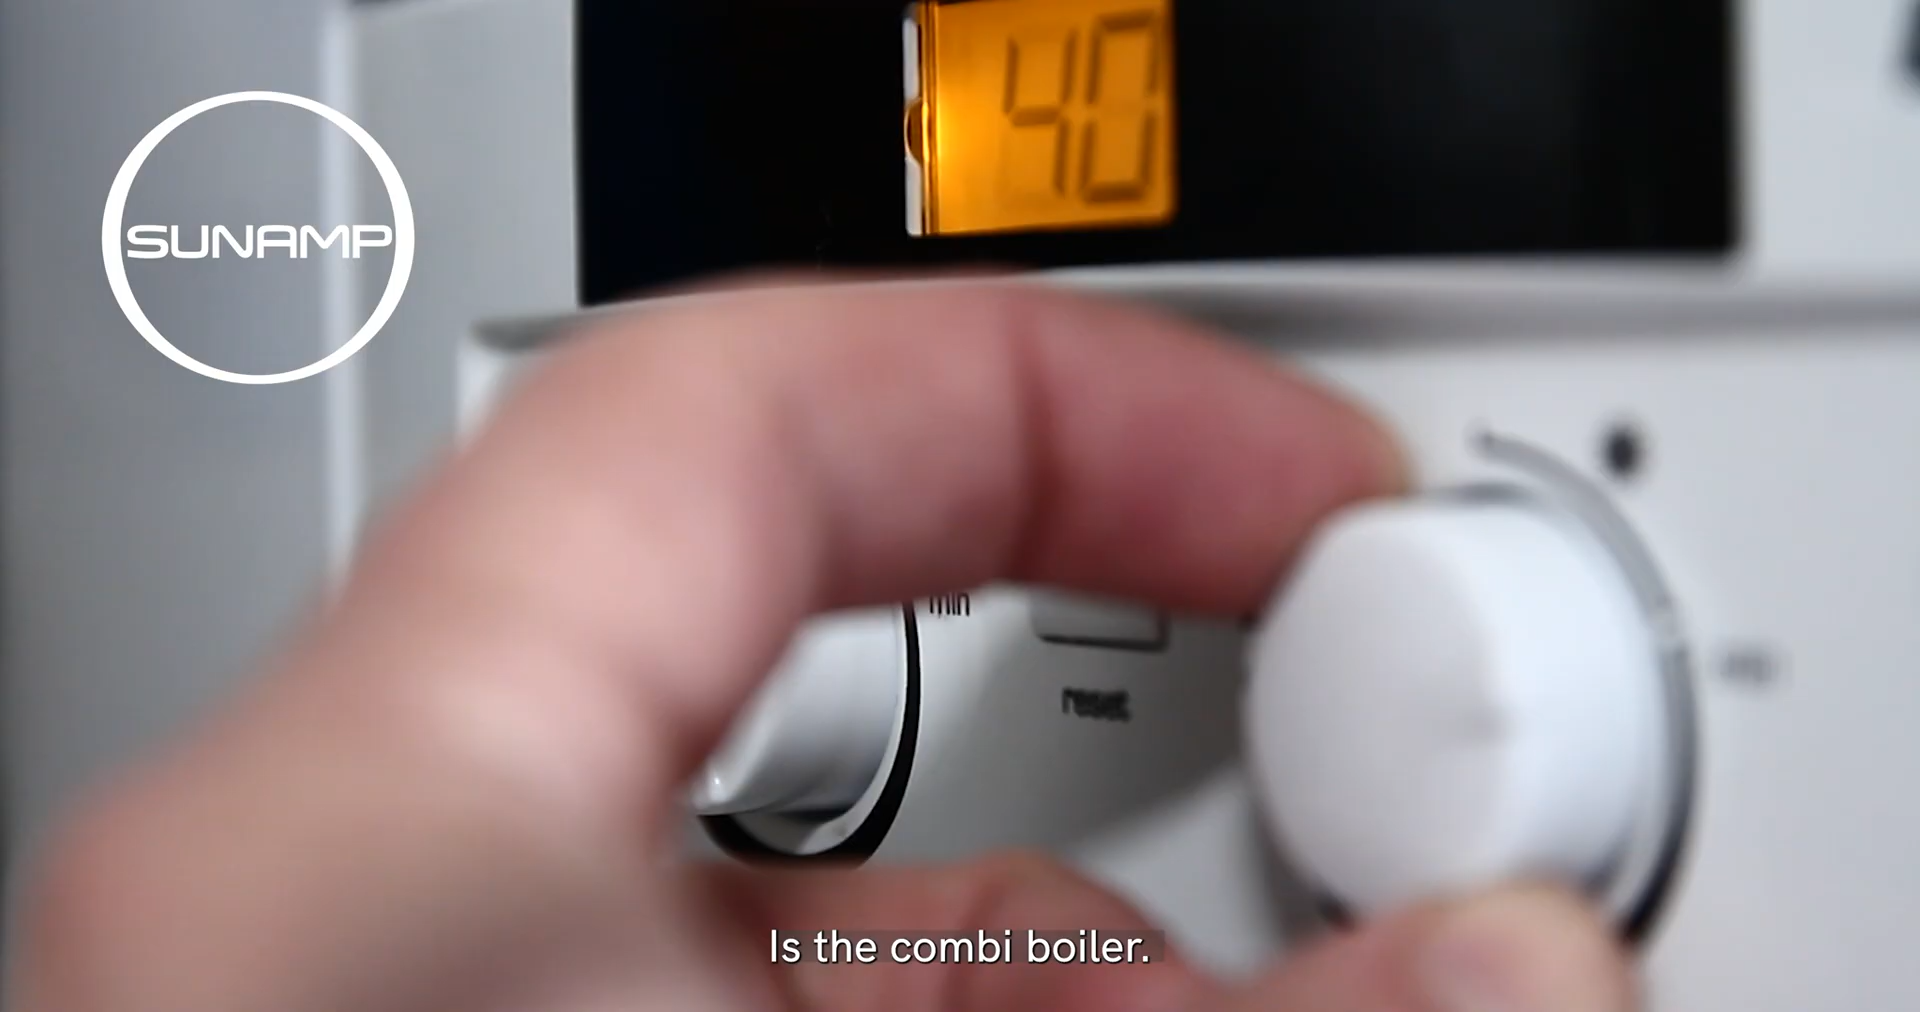 40
SUNAMP
min
reset
Is the combi boiler.